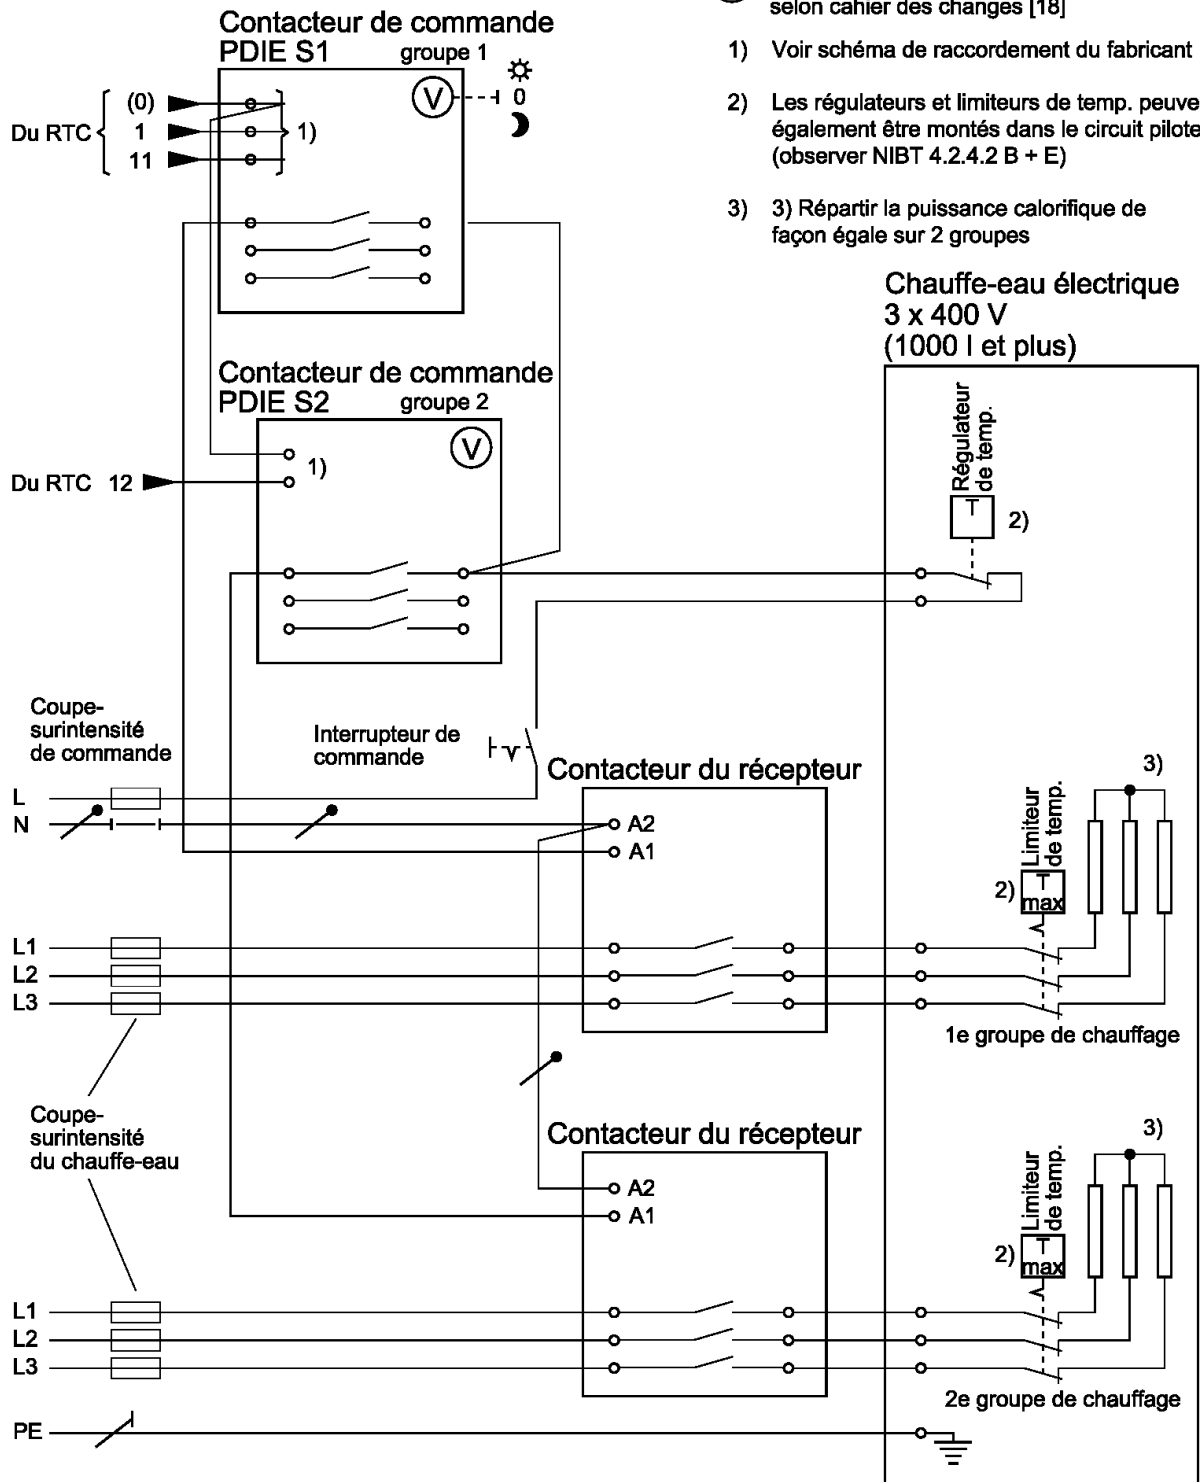 selon cahier des changes [18]
1) Voir schéma de raccordement du fabricant
2) Les régulateurs et limiteurs de temp. peuve
également être montés dans le circuit pilote
(observer NIBT 4.2.4.2 B + E)
3) 3) Répartir la puissance calorifique de
façon égale sur 2 groupes
Contacteur de commande
PDIE S1 groupe 1
V
0
Du RTC
(0)
1
11
1)
Contacteur de commande
PDIE S2 groupe 2
V
1)
Du RTC 12
Chauffe-eau électrique
3 x 400 V
(1000 l et plus)
Régulateur
de temp.
2)
Coupe-
surintensité
de commande
Interrupteur de
commande
L
N
Contacteur du récepteur
A2
A1
3)
Limiteur
de temp.
2)
max
L1
L2
L3
1e groupe de chauffage
Coupe-
surintensité
du chauffe-eau
Contacteur du récepteur
A2
A1
3)
Limiteur
de temp.
2)
max
L1
L2
L3
2e groupe de chauffage
PE